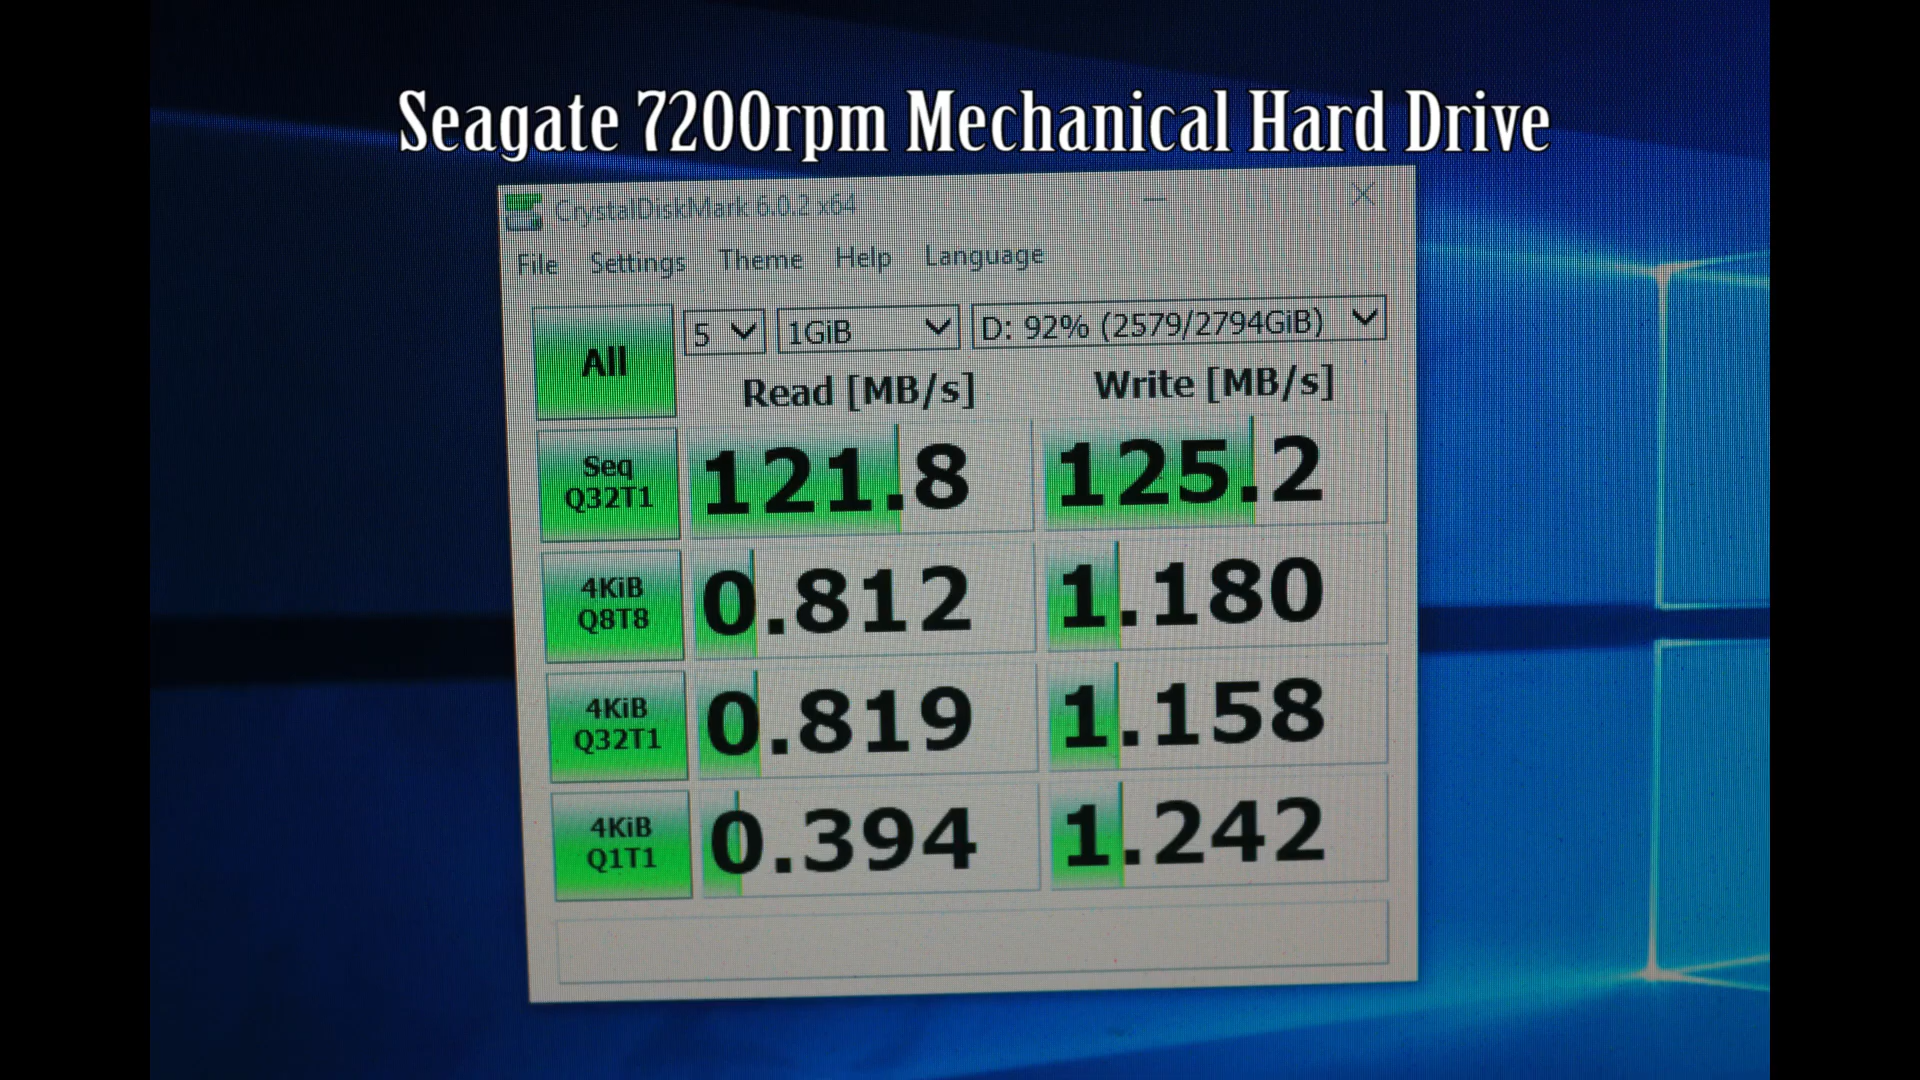 Seagate 7200rpm Mechanical Hard Drive
CrystalDiskMark 6.0.2 x64
File Settings Theme Help Language
All 5 1GiB D: 92% (2579/2794GiB)
Read [MB/s] Write [MB/s]
Seq
Q32T1
121.8 125.2
4KiB
Q8T8
0.812 1.180
4KiB
Q32T1
0.819 1.158
4KiB
Q1T1
0.394 1.242